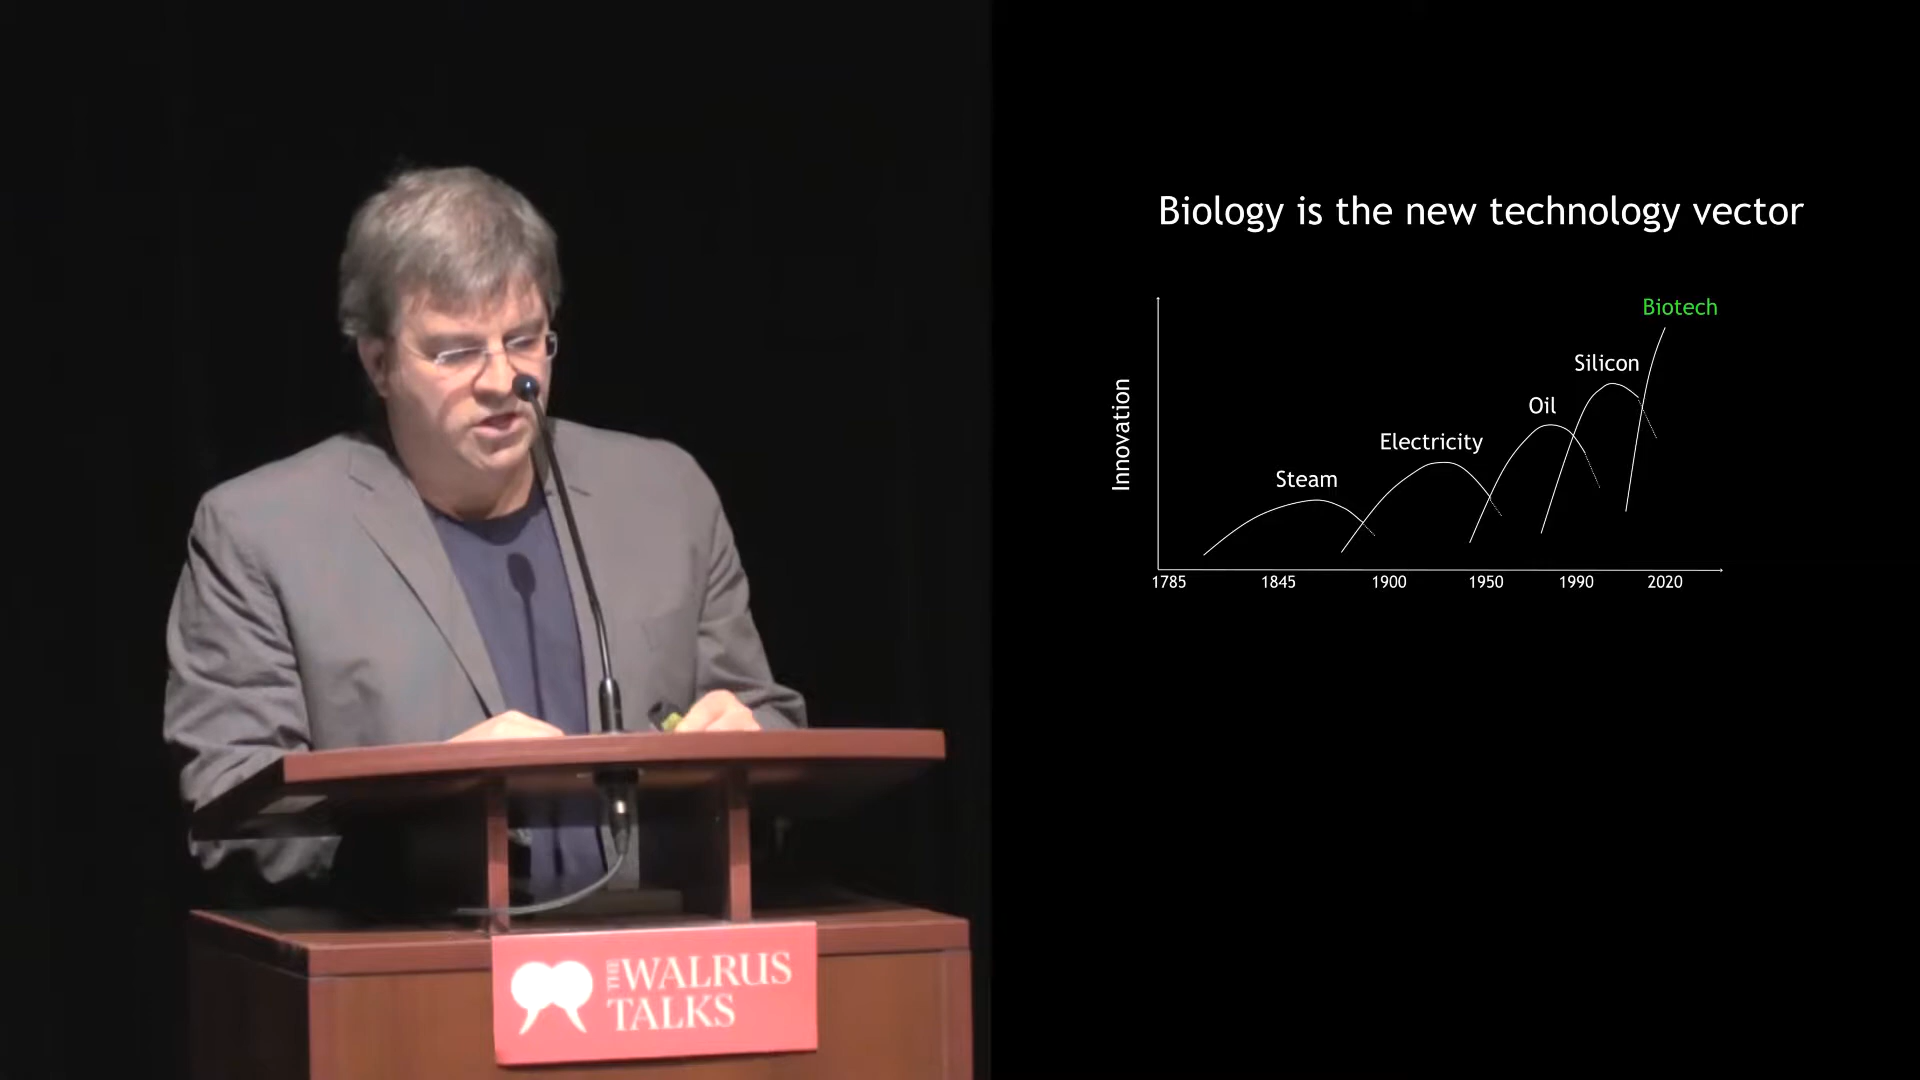 Biology is the new technology vector
Biotech
Silicon
Oil
Electricity
Steam
Innovation
1785 1845 1900 1950 1990 2020
THE WALRUS
TALKS